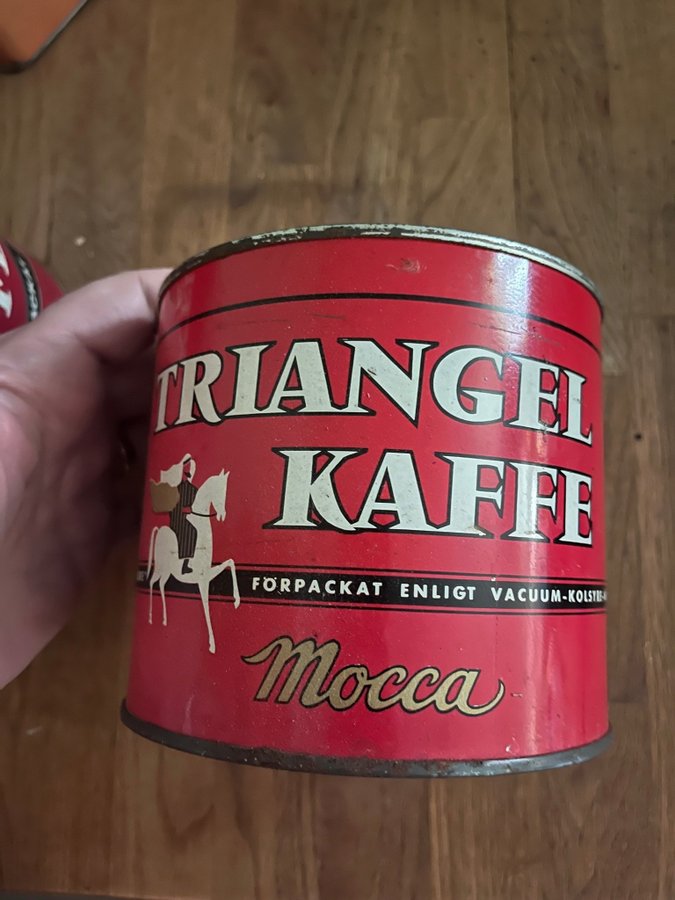 TRIANGEL
KAFFE
FÖRPACKAT ENLIGT VACUUM-KOLSYRE-
Mocca